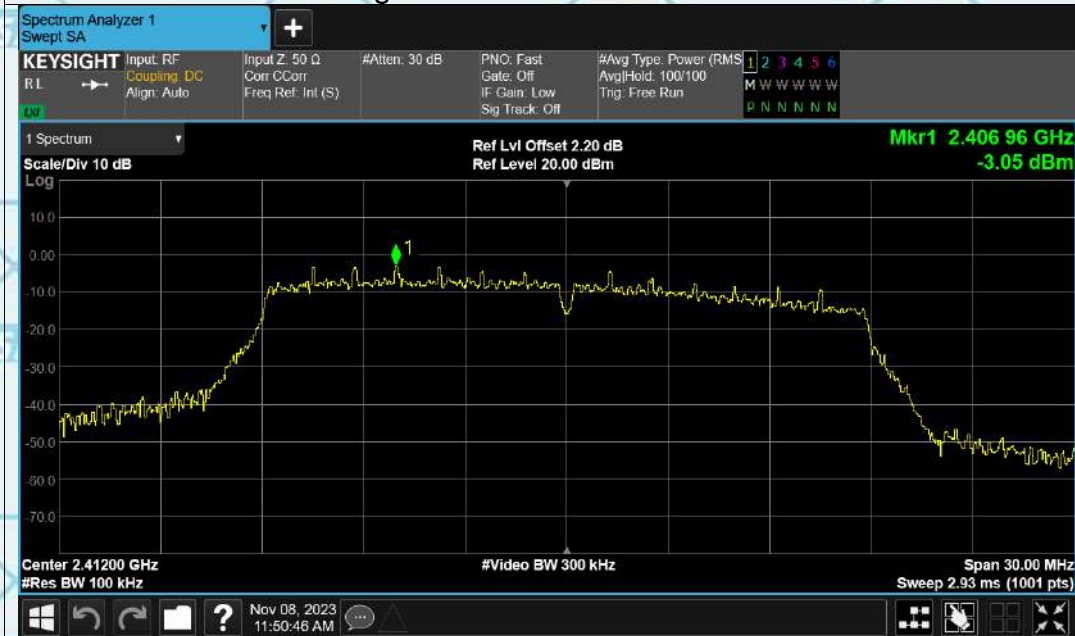 Spectrum Analyzer 1
Swept SA
+
KEYSIGHT
RL
LXI
Input: RF
Coupling: DC
Align: Auto
Input Z: 50 Ω
Corr CCorr
Freq Ref: Int (S)
#Atten: 30 dB
PNO: Fast
Gate: Off
IF Gain: Low
Sig Track: Off
#Avg Type: Power (RMS
Avg|Hold: 100/100
Trig: Free Run
1 2 3 4 5 6
M W W W W W
P N N N N N
1 Spectrum
Scale/Div 10 dB
Log
Ref Lvl Offset 2.20 dB
Ref Level 20.00 dBm
Mkr1 2.406 96 GHz
-3.05 dBm
10.0
0.00
-10.0
-20.0
-30.0
-40.0
-50.0
-60.0
-70.0
1
Center 2.41200 GHz
#Res BW 100 kHz
#Video BW 300 kHz
Span 30.00 MHz
Sweep 2.93 ms (1001 pts)
?
Nov 08, 2023
11:50:46 AM